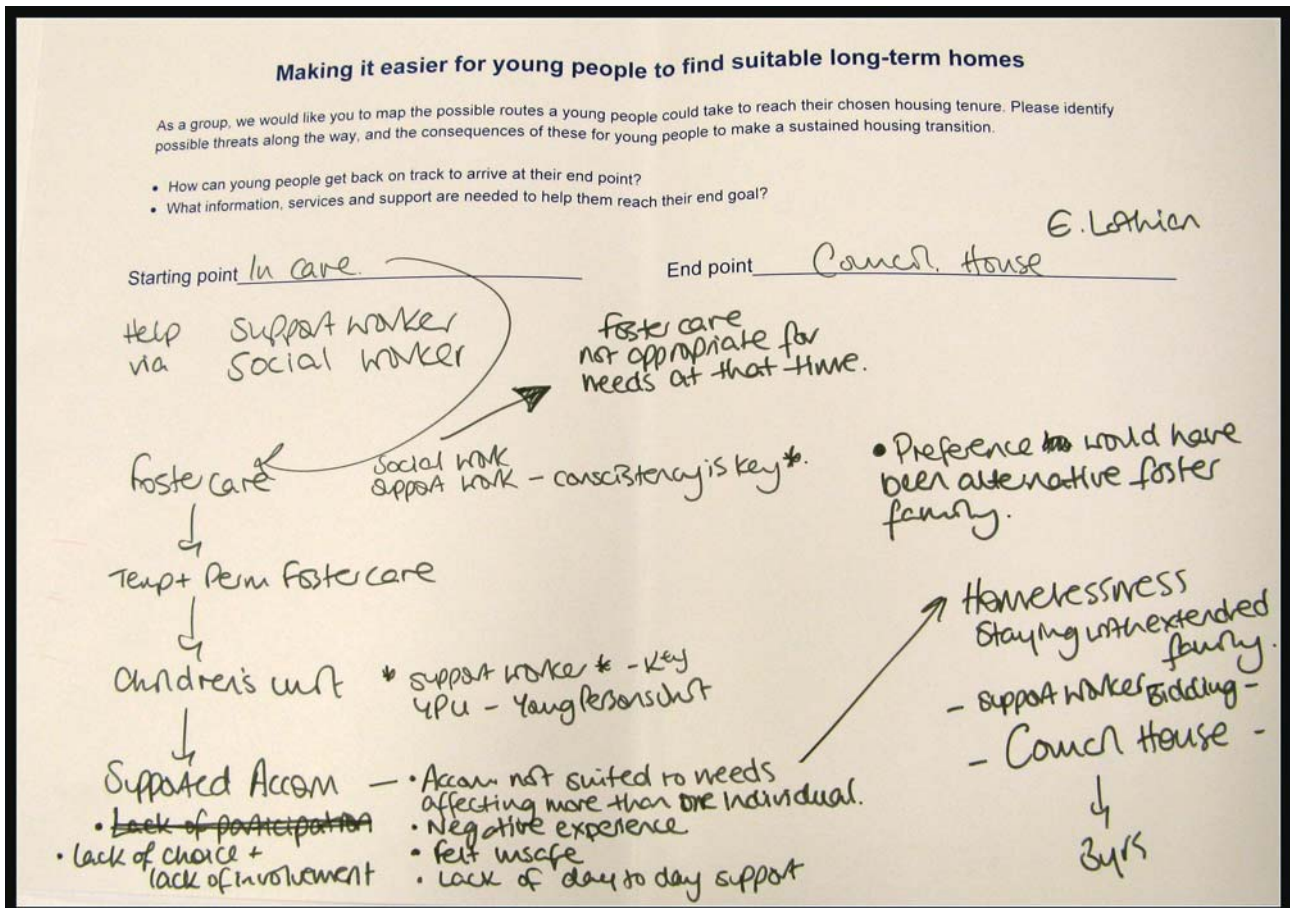 Making it easier for young people to find suitable long-term homes
As a group, we would like you to map the possible routes a young people could take to reach their chosen housing tenure. Please identify
possible threats along the way, and the consequences of these for young people to make a sustained housing transition.
• How can young people get back on track to arrive at their end point?
• What information, services and support are needed to help them reach their end goal?
E. Lothian
Starting point In care.
End point Council. House
Help support worker
via Social worker
foster care
not appropriate for
needs at that time.
foster care
social work
support work - conscistency is key *.
• Preference would have
been alternative foster
family.
Temp + Perm Foster care
Children's unit
* support worker * - key
YPU - Young Persons Unit
Homelessness
Staying with extended
family.
- support worker Bidding -
- Council House -
3yrs
Supported Accom -
• Lack of participation
• lack of choice +
lack of involvement
• Accom not suited to needs
affecting more than one individual.
• Negative experience
• felt unsafe
• Lack of day to day support